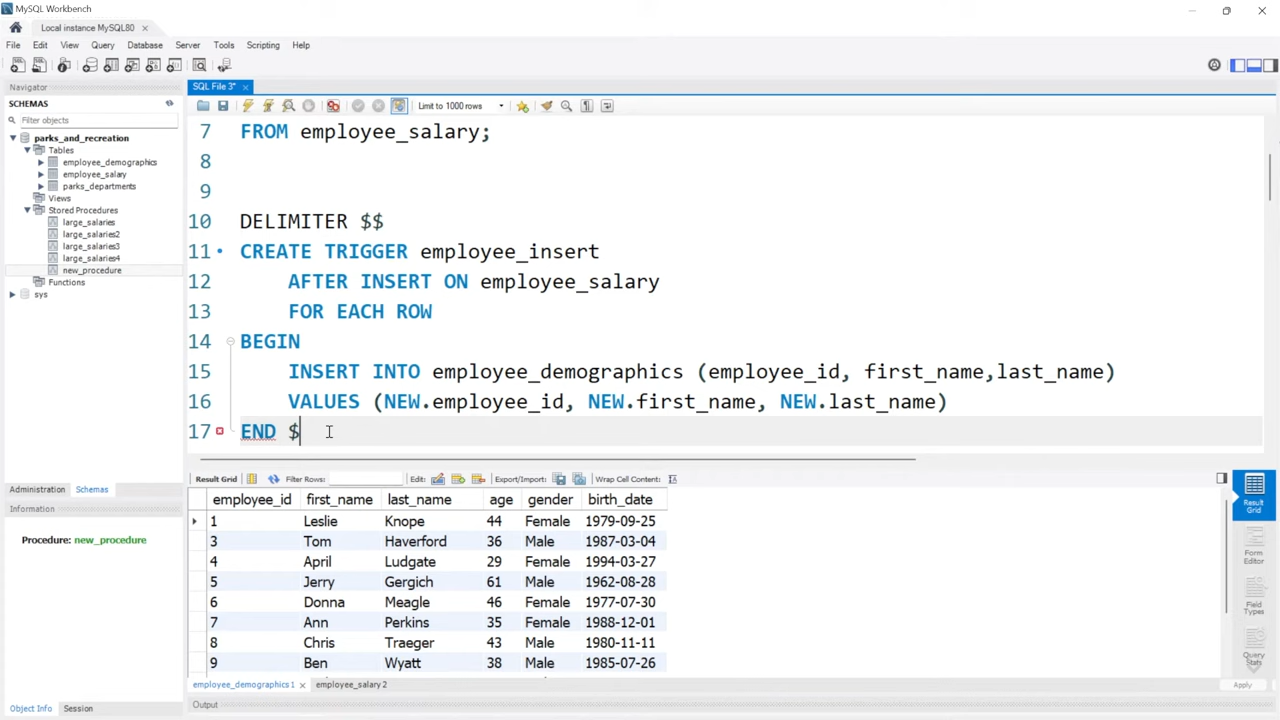 MySQL Workbench
Local instance MySQL80
File Edit View Query Database Server Tools Scripting Help
Navigator
SCHEMAS
Filter objects
parks_and_recreation
Tables
employee_demographics
employee_salary
parks_departments
Views
Stored Procedures
large_salaries
large_salaries2
large_salaries3
large_salaries4
new_procedure
Functions
sys
Administration Schemas
Information
Procedure: new_procedure
Object Info Session
SQL File 3*
Limit to 1000 rows
7 FROM employee_salary;
8
9
10 DELIMITER $$
11 CREATE TRIGGER employee_insert
12 AFTER INSERT ON employee_salary
13 FOR EACH ROW
14 BEGIN
15 INSERT INTO employee_demographics (employee_id, first_name,last_name)
16 VALUES (NEW.employee_id, NEW.first_name, NEW.last_name)
17 END $
Result Grid Filter Rows: Edit: Export/Import: Wrap Cell Content:
employee_id first_name last_name age gender birth_date
1 Leslie Knope 44 Female 1979-09-25
3 Tom Haverford 36 Male 1987-03-04
4 April Ludgate 29 Female 1994-03-27
5 Jerry Gergich 61 Male 1962-08-28
6 Donna Meagle 46 Female 1977-07-30
7 Ann Perkins 35 Female 1988-12-01
8 Chris Traeger 43 Male 1980-11-11
9 Ben Wyatt 38 Male 1985-07-26
Result Grid
Form Editor
Field Types
Query Stats
employee_demographics 1 employee_salary 2
Apply
Output